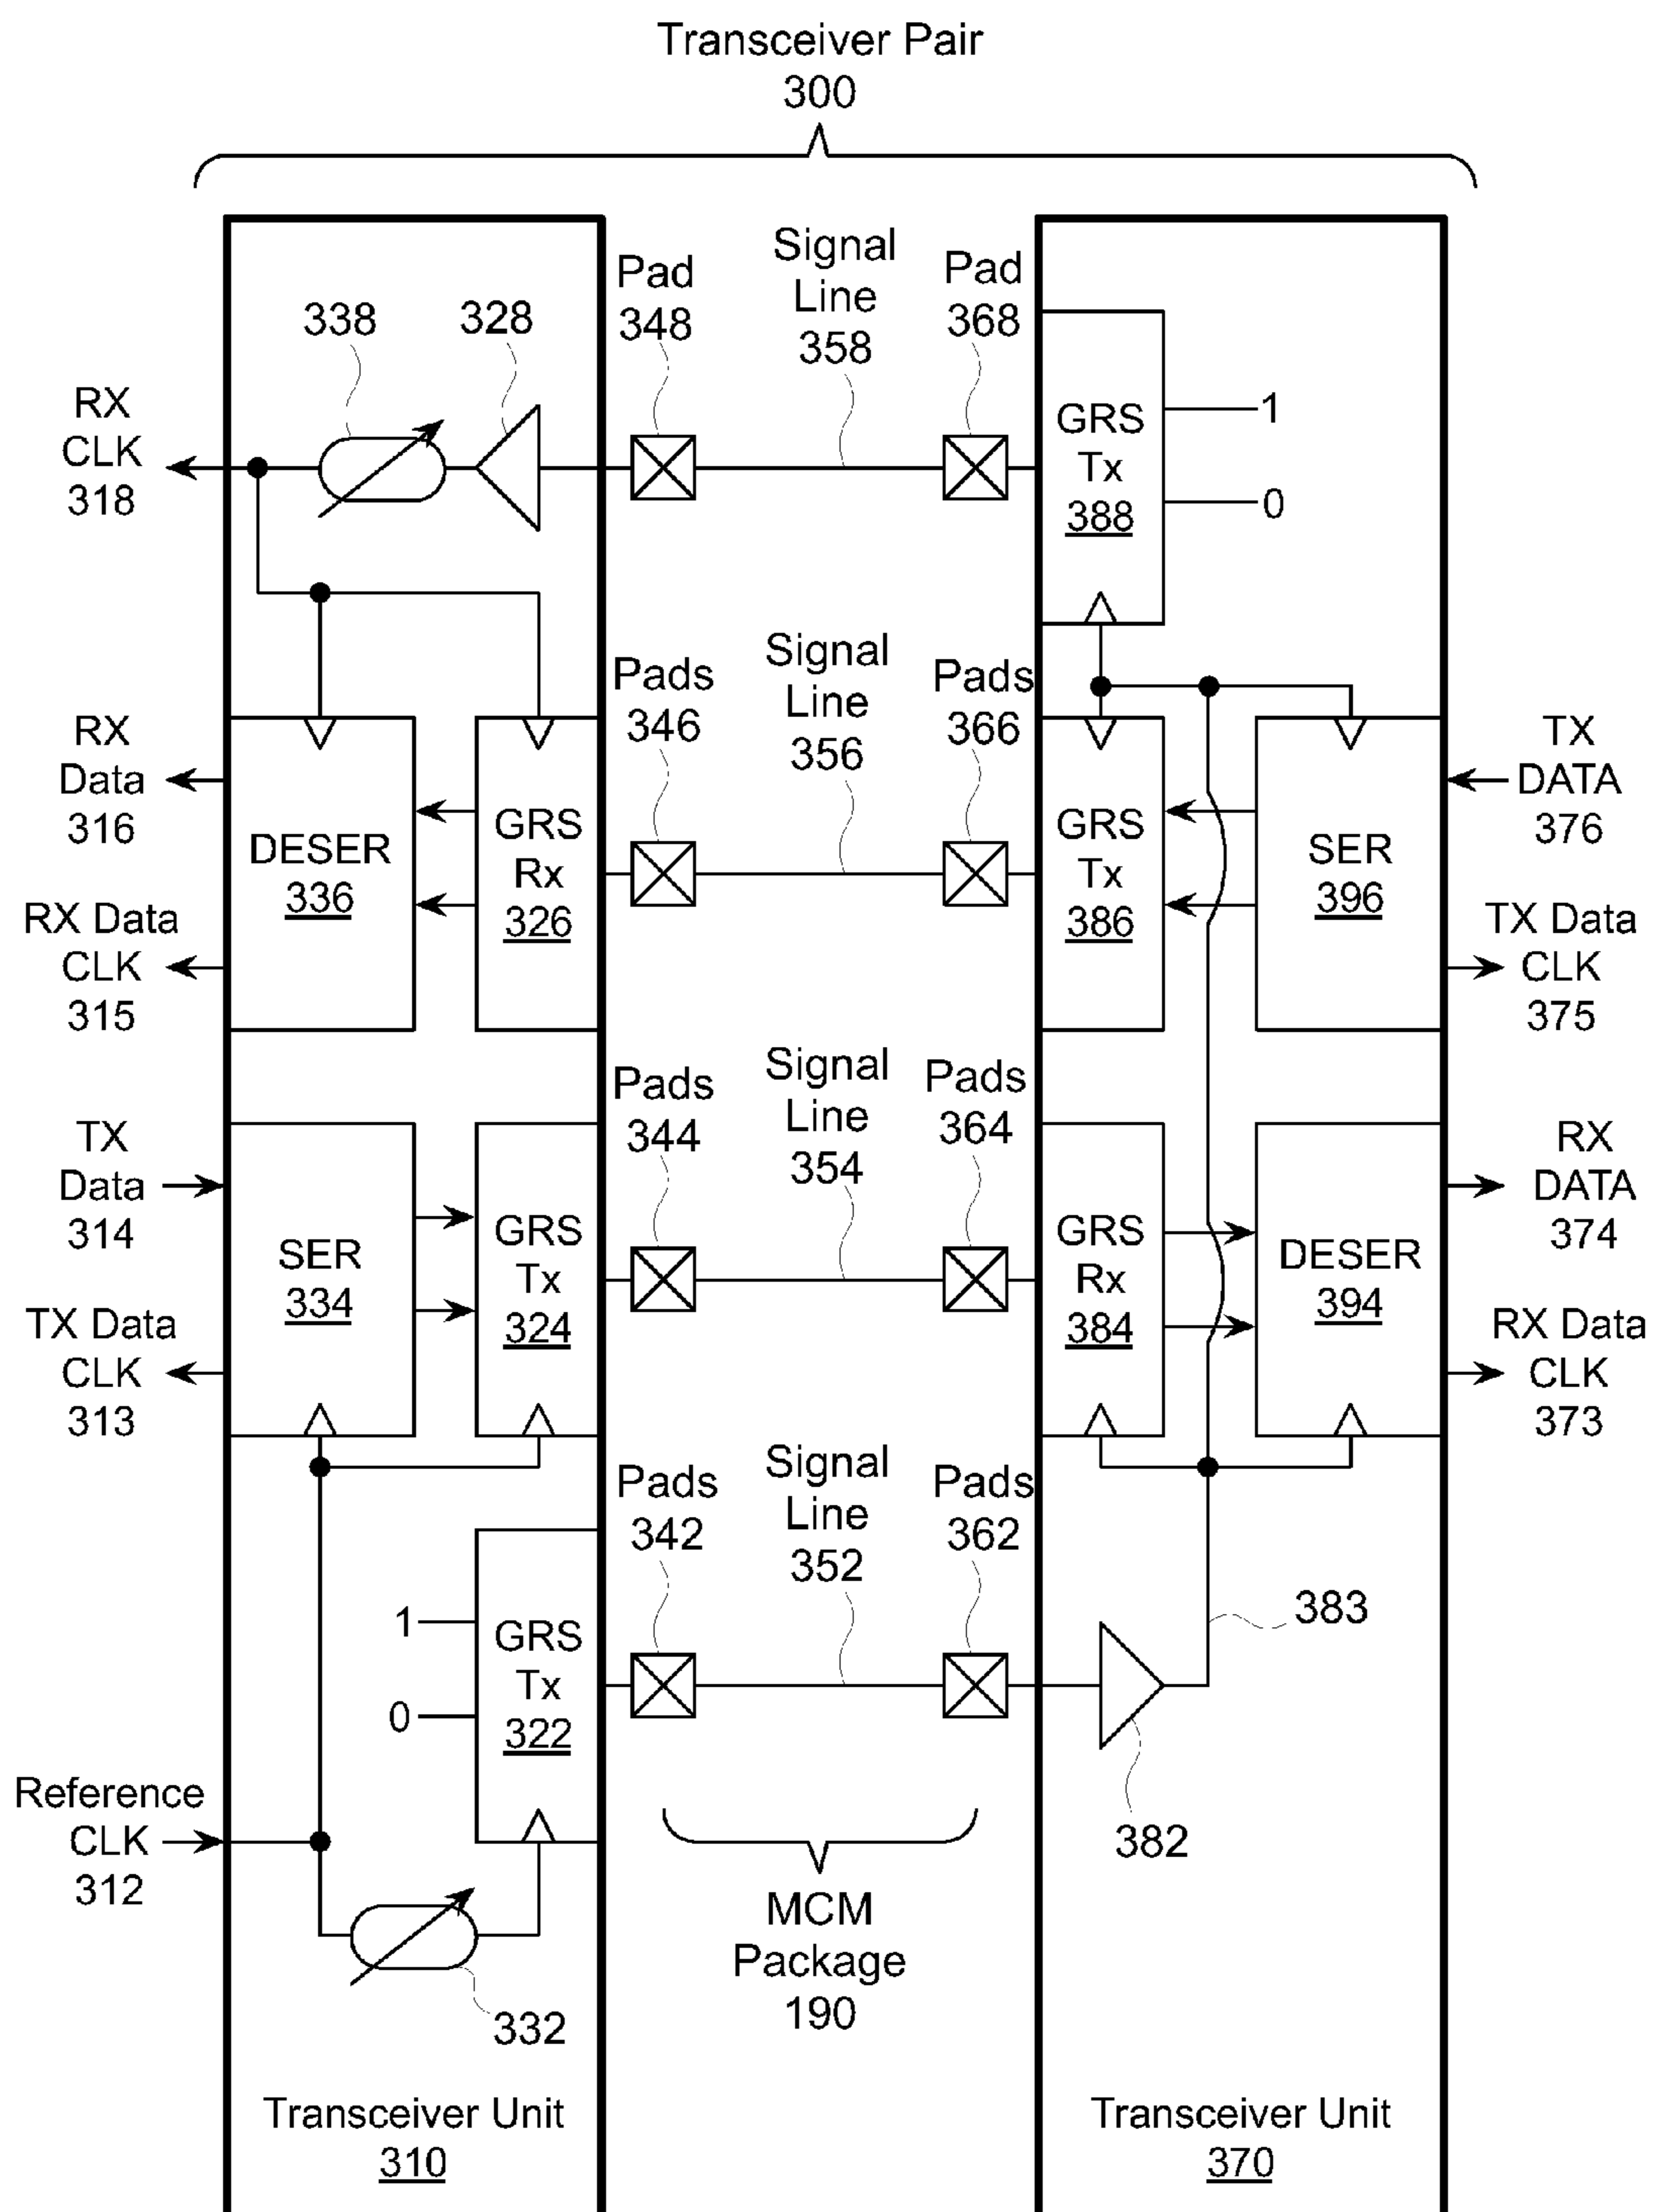 Transceiver Pair
300
338
328
Pad
348
Signal
Line
358
Pad
368
RX
CLK
318
GRS
Tx
388
1
0
Pads
346
Signal
Line
356
Pads
366
RX
Data
316
RX Data
CLK
315
DESER
336
GRS
Rx
326
GRS
Tx
386
SER
396
TX
DATA
376
TX Data
CLK
375
Pads
344
Signal
Line
354
Pads
364
TX
Data
314
TX Data
CLK
313
SER
334
GRS
Tx
324
GRS
Rx
384
DESER
394
RX
DATA
374
RX Data
CLK
373
Pads
342
Signal
Line
352
Pads
362
1
0
GRS
Tx
322
383
382
Reference
CLK
312
332
MCM
Package
190
Transceiver Unit
310
Transceiver Unit
370